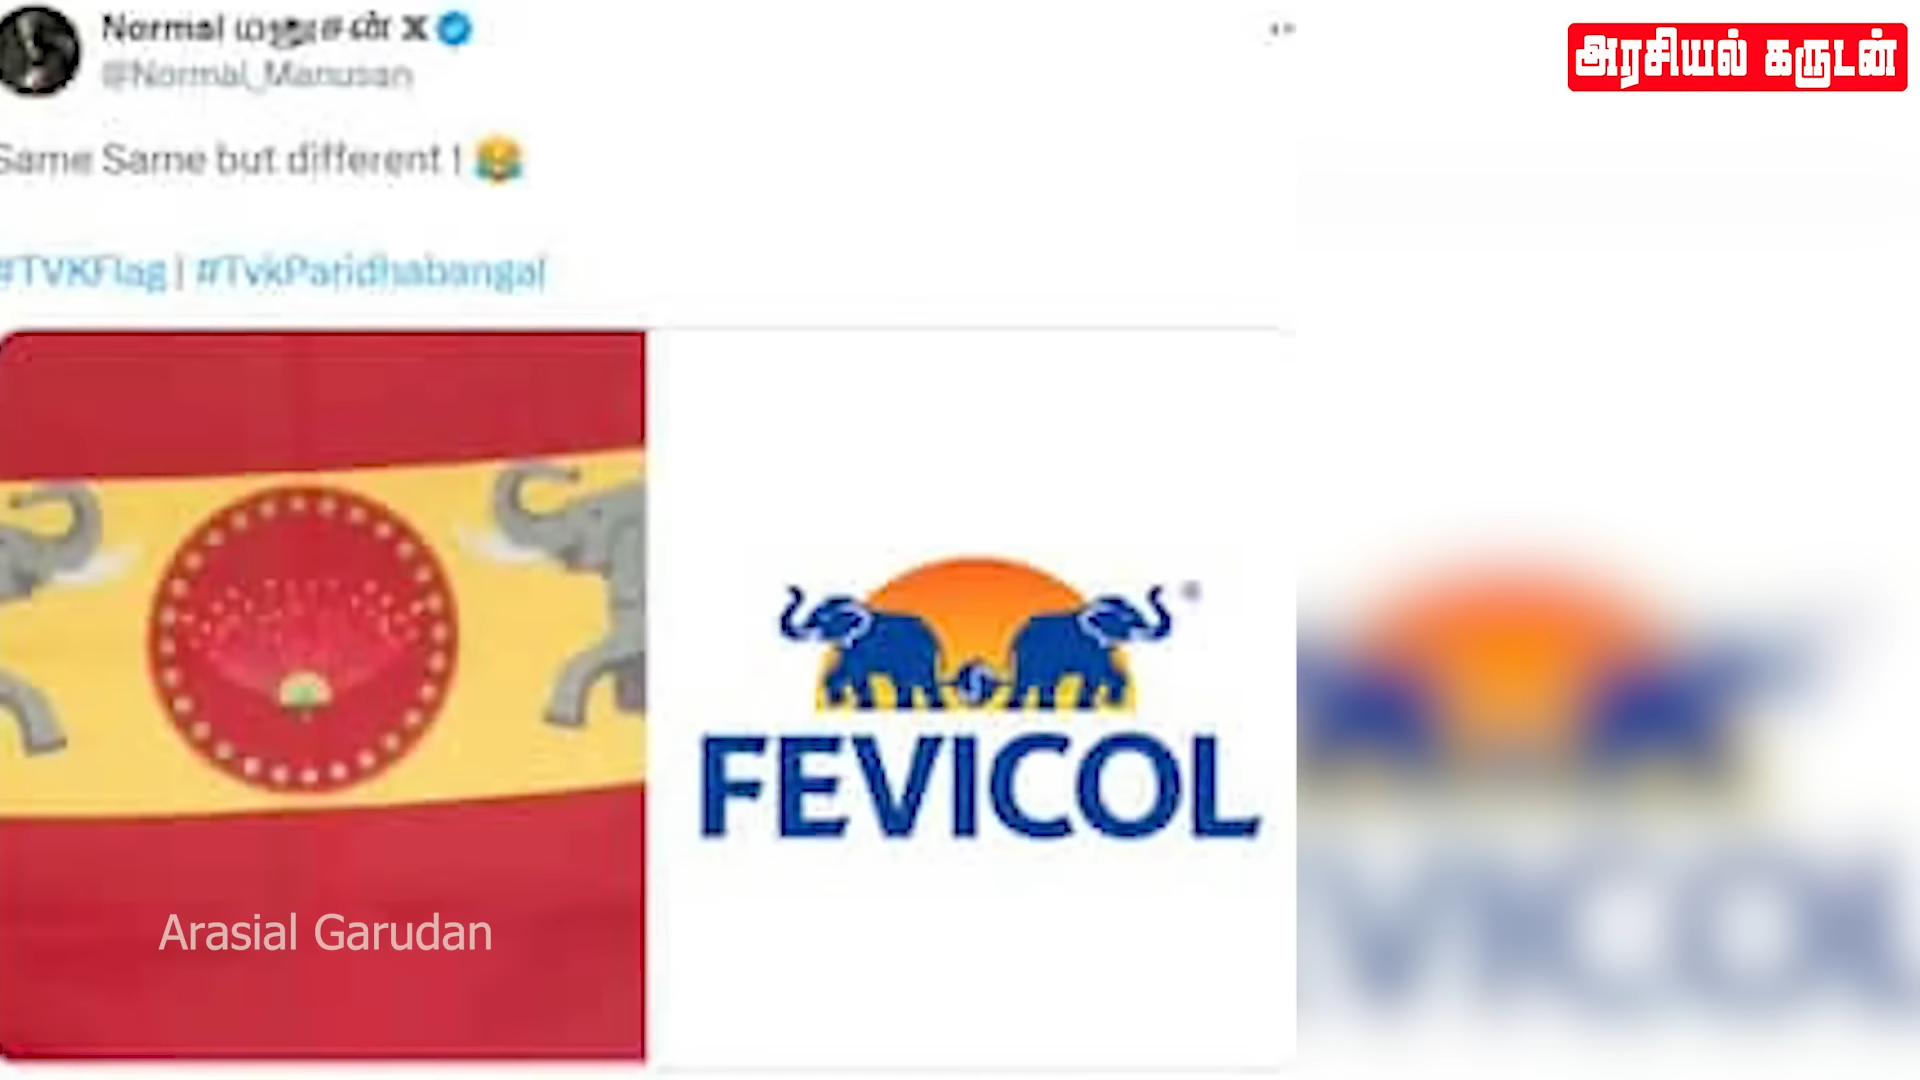 Normal மனுசன் X
@Normal_Manusan
அரசியல் கருடன்
Same Same but different !
#TVKFlag | #TvkParidhabangal
FEVICOL
Arasial Garudan